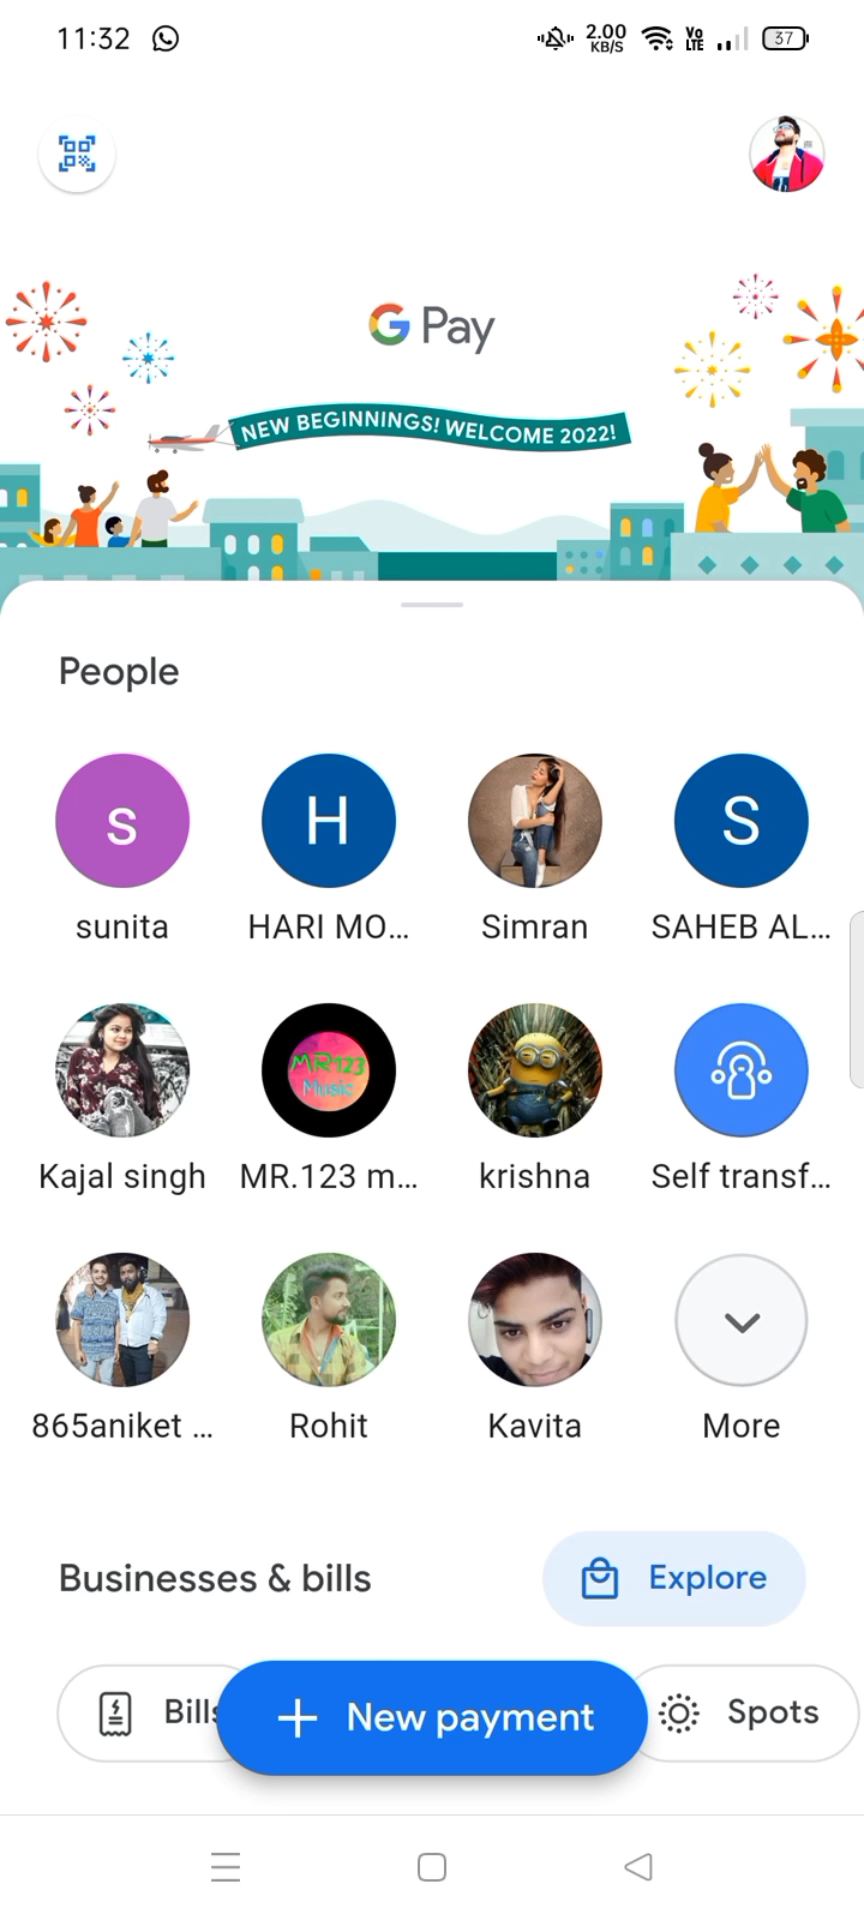 11:32
2.00
KB/S
Vo
LTE
37
G Pay
NEW BEGINNINGS! WELCOME 2022!
People
s
H
S
sunita
HARI MO...
Simran
SAHEB AL...
MR123
Music
Kajal singh
MR.123 m...
krishna
Self transf...
865aniket ...
Rohit
Kavita
More
Businesses & bills
Explore
Bills
New payment
Spots